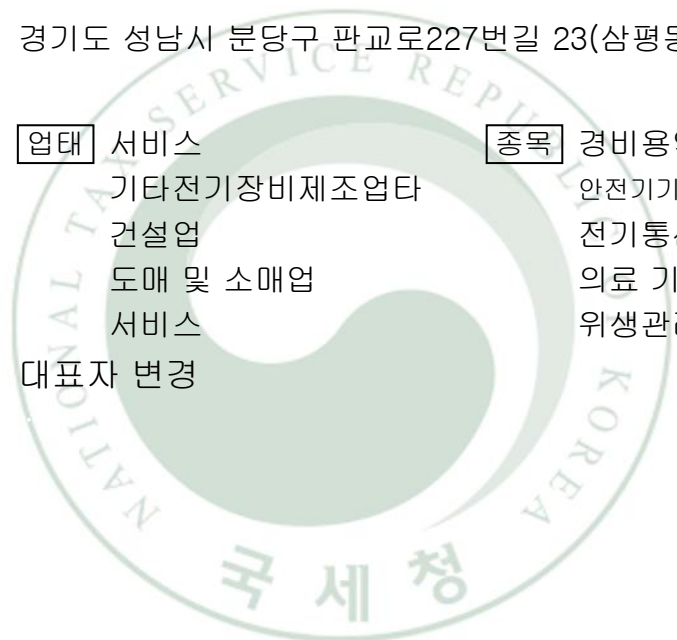 경기도 성남시 분당구 판교로227번길 23(삼평동
업태 서비스 종목 경비용
기타전기장비제조업타 안전기기
건설업 전기통신
도매 및 소매업 의료 기
서비스 위생관리
대표자 변경
NATIONAL TAX SERVICE REPUBLIC OF KOREA
국세청